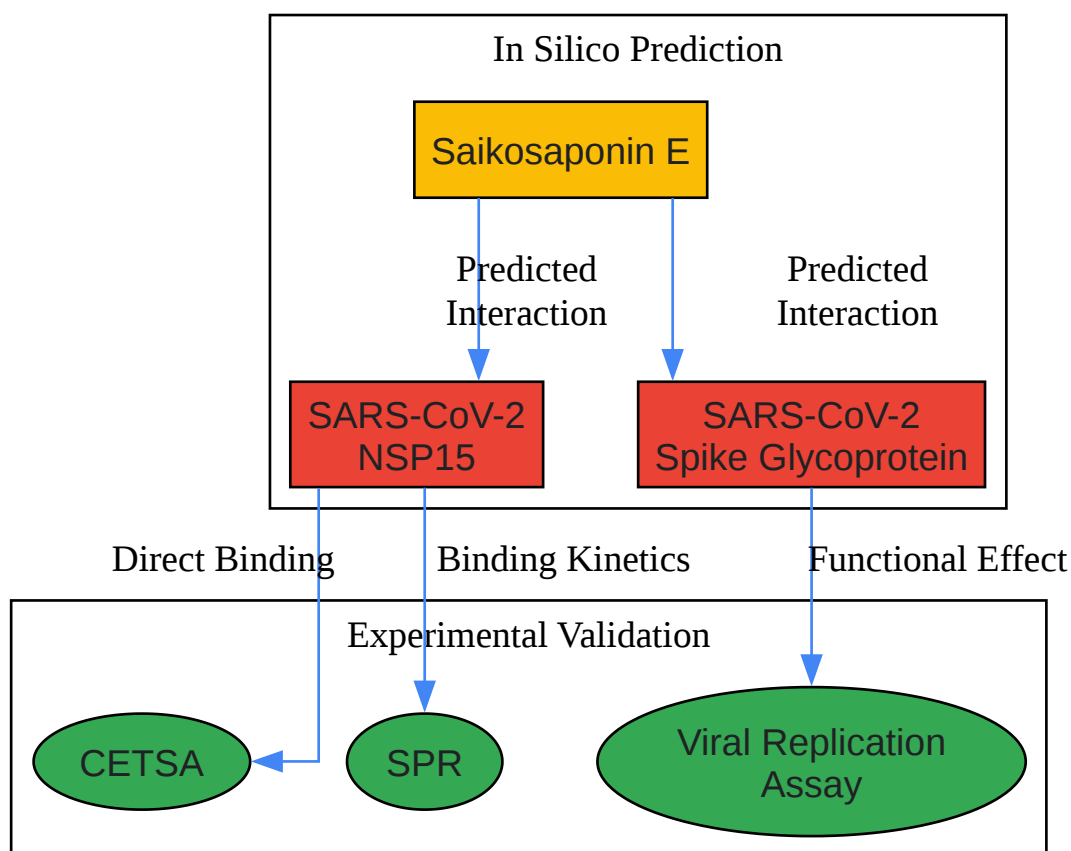 In Silico Prediction
Saikosaponin E
Predicted
Interaction
Predicted
Interaction
SARS-CoV-2
NSP15
SARS-CoV-2
Spike Glycoprotein
Direct Binding
Binding Kinetics
Functional Effect
Experimental Validation
CETSA
SPR
Viral Replication
Assay